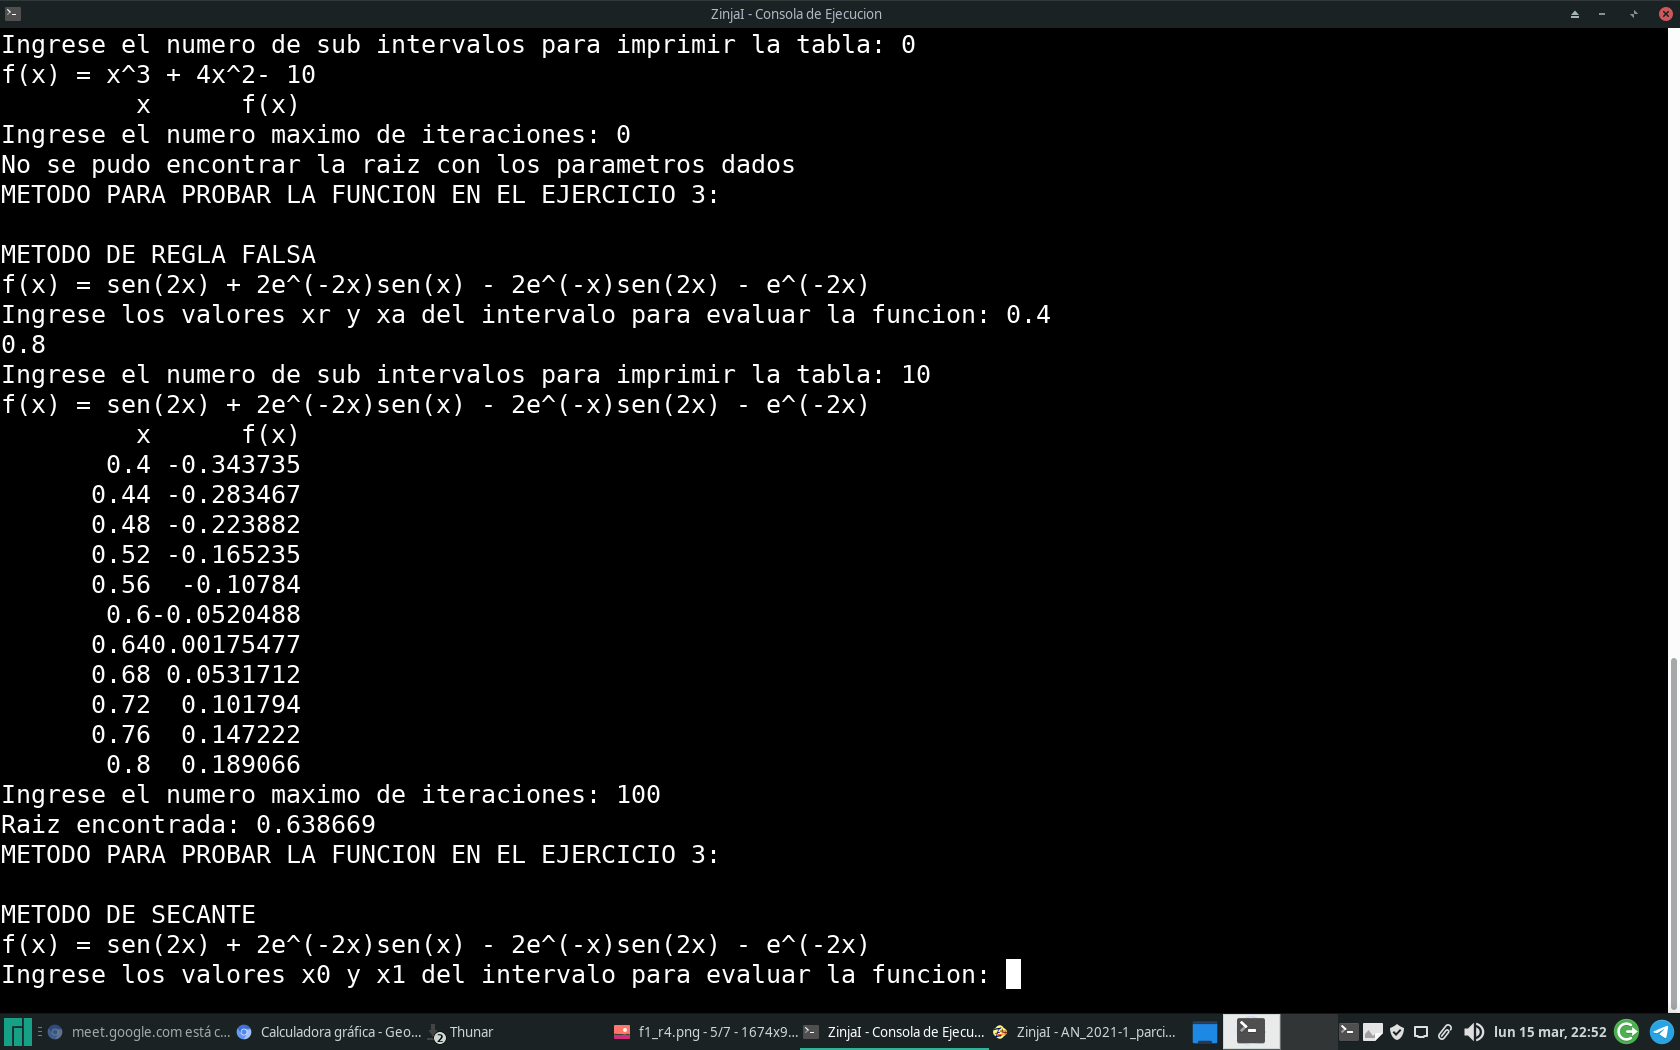 ZinjaI - Consola de Ejecucion
Ingrese el numero de sub intervalos para imprimir la tabla: 0
f(x) = x^3 + 4x^2- 10
x f(x)
Ingrese el numero maximo de iteraciones: 0
No se pudo encontrar la raiz con los parametros dados
METODO PARA PROBAR LA FUNCION EN EL EJERCICIO 3:
METODO DE REGLA FALSA
f(x) = sen(2x) + 2e^(-2x)sen(x) - 2e^(-x)sen(2x) - e^(-2x)
Ingrese los valores xr y xa del intervalo para evaluar la funcion: 0.4
0.8
Ingrese el numero de sub intervalos para imprimir la tabla: 10
f(x) = sen(2x) + 2e^(-2x)sen(x) - 2e^(-x)sen(2x) - e^(-2x)
x f(x)
0.4 -0.343735
0.44 -0.283467
0.48 -0.223882
0.52 -0.165235
0.56 -0.10784
0.6-0.0520488
0.640.00175477
0.68 0.0531712
0.72 0.101794
0.76 0.147222
0.8 0.189066
Ingrese el numero maximo de iteraciones: 100
Raiz encontrada: 0.638669
METODO PARA PROBAR LA FUNCION EN EL EJERCICIO 3:
METODO DE SECANTE
f(x) = sen(2x) + 2e^(-2x)sen(x) - 2e^(-x)sen(2x) - e^(-2x)
Ingrese los valores x0 y x1 del intervalo para evaluar la funcion:
meet.google.com está c... Calculadora gráfica - Geo... 2 Thunar f1_r4.png - 5/7 - 1674x9... ZinjaI - Consola de Ejecu... ZinjaI - AN_2021-1_parci... lun 15 mar, 22:52